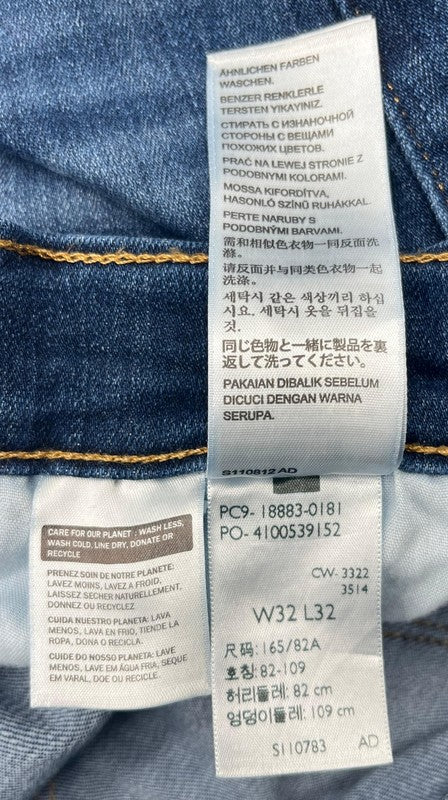 ÄHNLICHEN FARBEN
WASCHEN.
BENZER RENKLERLE
TERSTEN YIKAYINIZ.
СТИРАТЬ С ИЗНАНОЧНОЙ
СТОРОНЫ С ВЕЩАМИ
ПОХОЖИХ ЦВЕТОВ.
PRAĆ NA LEWEJ STRONIE Z
PODOBNYMI KOLORAMI.
MOSSA KIFORDÍTVA,
HASONLÓ SZÍNŰ RUHÁKKAL.
PERTE NARUBY S
PODOBNÝMI BARVAMI.
需和相似色衣物一同反面洗
滌。
请反面并与同类衣物一起
洗涤。
세탁시 같은 색상끼리 하십
시요. 세탁시 옷을 뒤집을
것.
同じ色物と一緒に製品を裏
返して洗ってください。
PAKAIAN DIBALIK SEBELUM
DICUCI DENGAN WARNA
SERUPA.
S110812 AD
CARE FOR OUR PLANET : WASH LESS,
WASH COLD, LINE DRY, DONATE OR
RECYCLE
PRENEZ SOIN DE NOTRE PLANÈTE:
LAVEZ MOINS, LAVEZ A FROID,
LAISSEZ SECHER NATURELLEMENT,
DONNEZ OU RECYCLEZ
CUIDA NUESTRO PLANETA: LAVA
MENOS, LAVA EN FRIO, TIENDE LA
ROPA, DONA O RECICLA.
CUIDE DO NOSSO PLANETA: LAVE
MENOS, LAVE EM ÁGUA FRIA, SEQUE
EM VARAL, DOE OU RECICLE.
PC9- 18883-0181
PO- 4100539152
CW- 3322
3514
W32 L32
尺码: 165/82A
호칭: 82-109
허리둘레: 82 cm
엉덩이둘레: 109 cm
S110783 AD